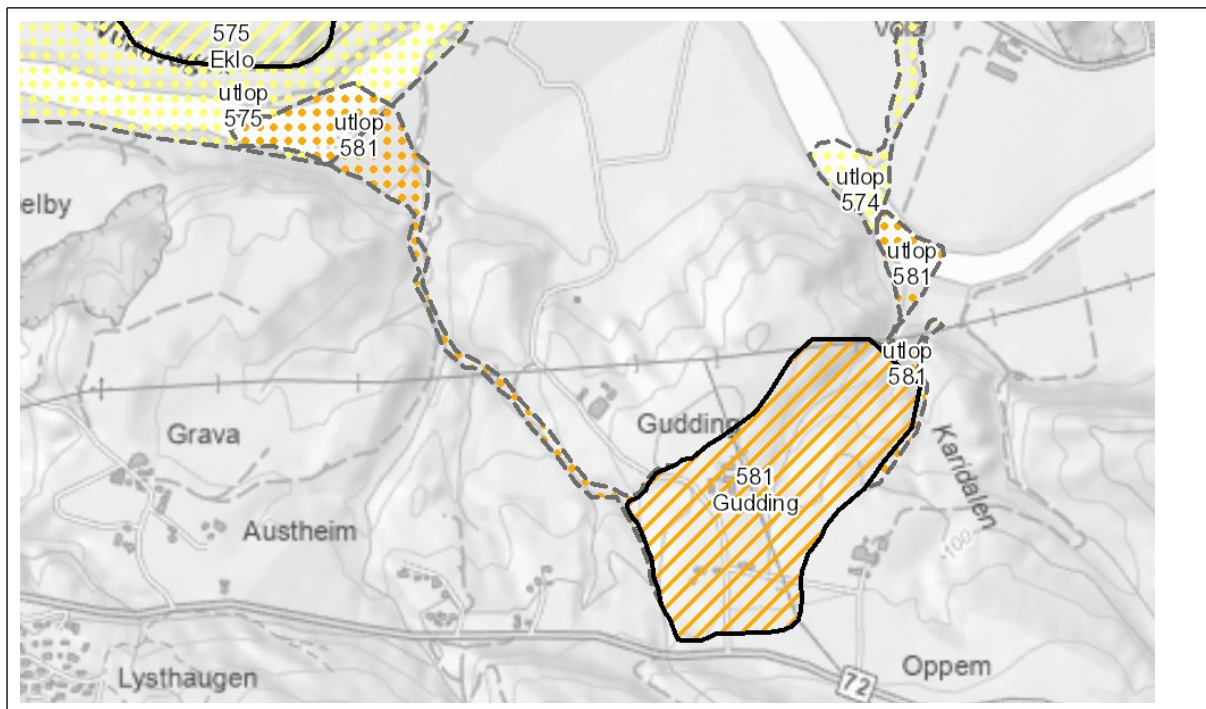 575
Eklo
utlop
575
utlop
581
utlop
574
elby
utlop
581
utlop
581
Grava
Gudding
Karidalen
581
Gudding
Austheim
-100-
Oppem
72
Lysthaugen